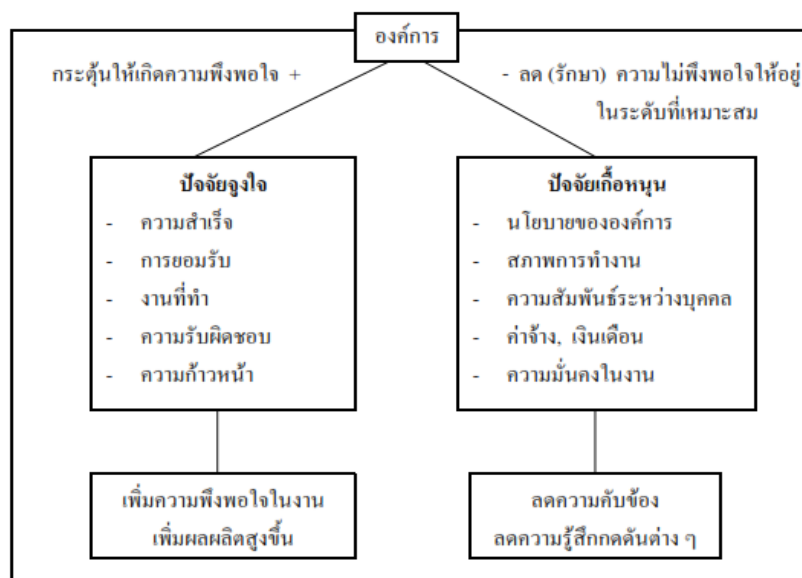 องค์การ
กระตุ้นให้เกิดความพึงพอใจ +
- ลด (รักษา) ความไม่พึงพอใจให้อยู่
ในระดับที่เหมาะสม
ปัจจัยจูงใจ
- ความสำเร็จ
- การยอมรับ
- งานที่ทำ
- ความรับผิดชอบ
- ความก้าวหน้า
ปัจจัยเกื้อหนุน
- นโยบายขององค์การ
- สภาพการทำงาน
- ความสัมพันธ์ระหว่างบุคคล
- ค่าจ้าง, เงินเดือน
- ความมั่นคงในงาน
เพิ่มความพึงพอใจในงาน
เพิ่มผลผลิตสูงขึ้น
ลดความคับข้อง
ลดความรู้สึกกดดันต่าง ๆ